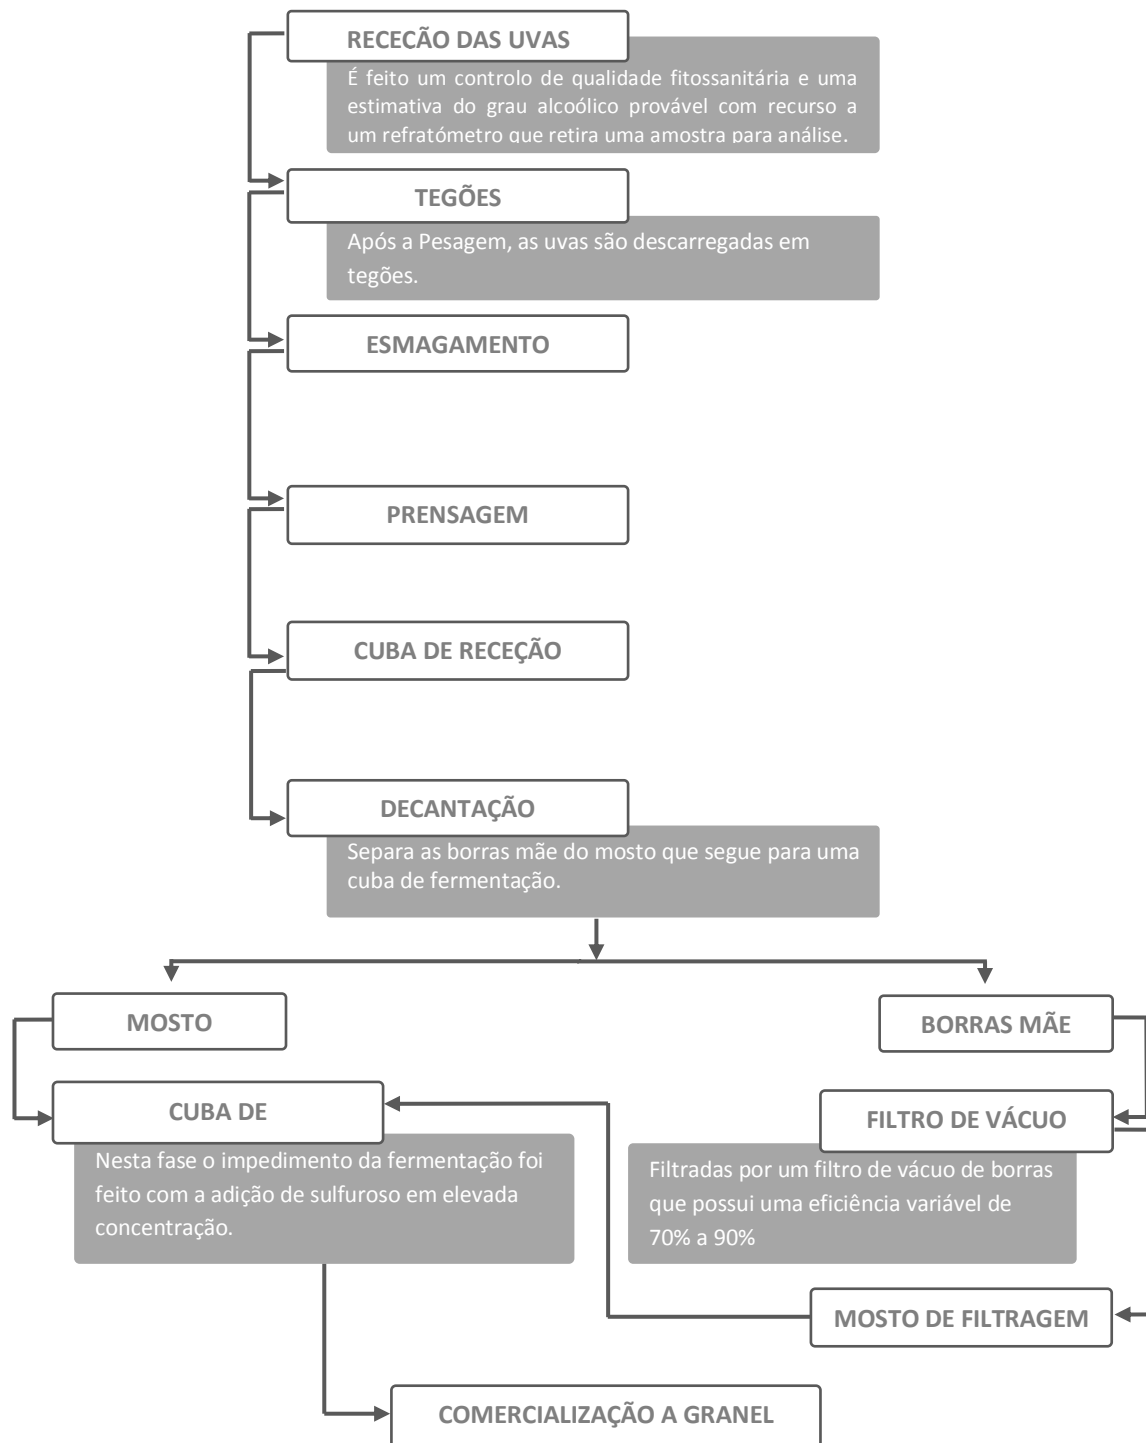 RECEÇÃO DAS UVAS
É feito um controlo de qualidade fitossanitária e uma
estimativa do grau alcoólico provável com recurso a
um refratómetro que retira uma amostra para análise.
TEGÕES
Após a Pesagem, as uvas são descarregadas em
tegões.
ESMAGAMENTO
PRENSAGEM
CUBA DE RECEÇÃO
DECANTAÇÃO
Separa as borras mãe do mosto que segue para uma
cuba de fermentação.
MOSTO
BORRAS MÃE
CUBA DE
FILTRO DE VÁCUO
Nesta fase o impedimento da fermentação foi
feito com a adição de sulfuroso em elevada
concentração.
Filtradas por um filtro de vácuo de borras
que possui uma eficiência variável de
70% a 90%
MOSTO DE FILTRAGEM
COMERCIALIZAÇÃO A GRANEL